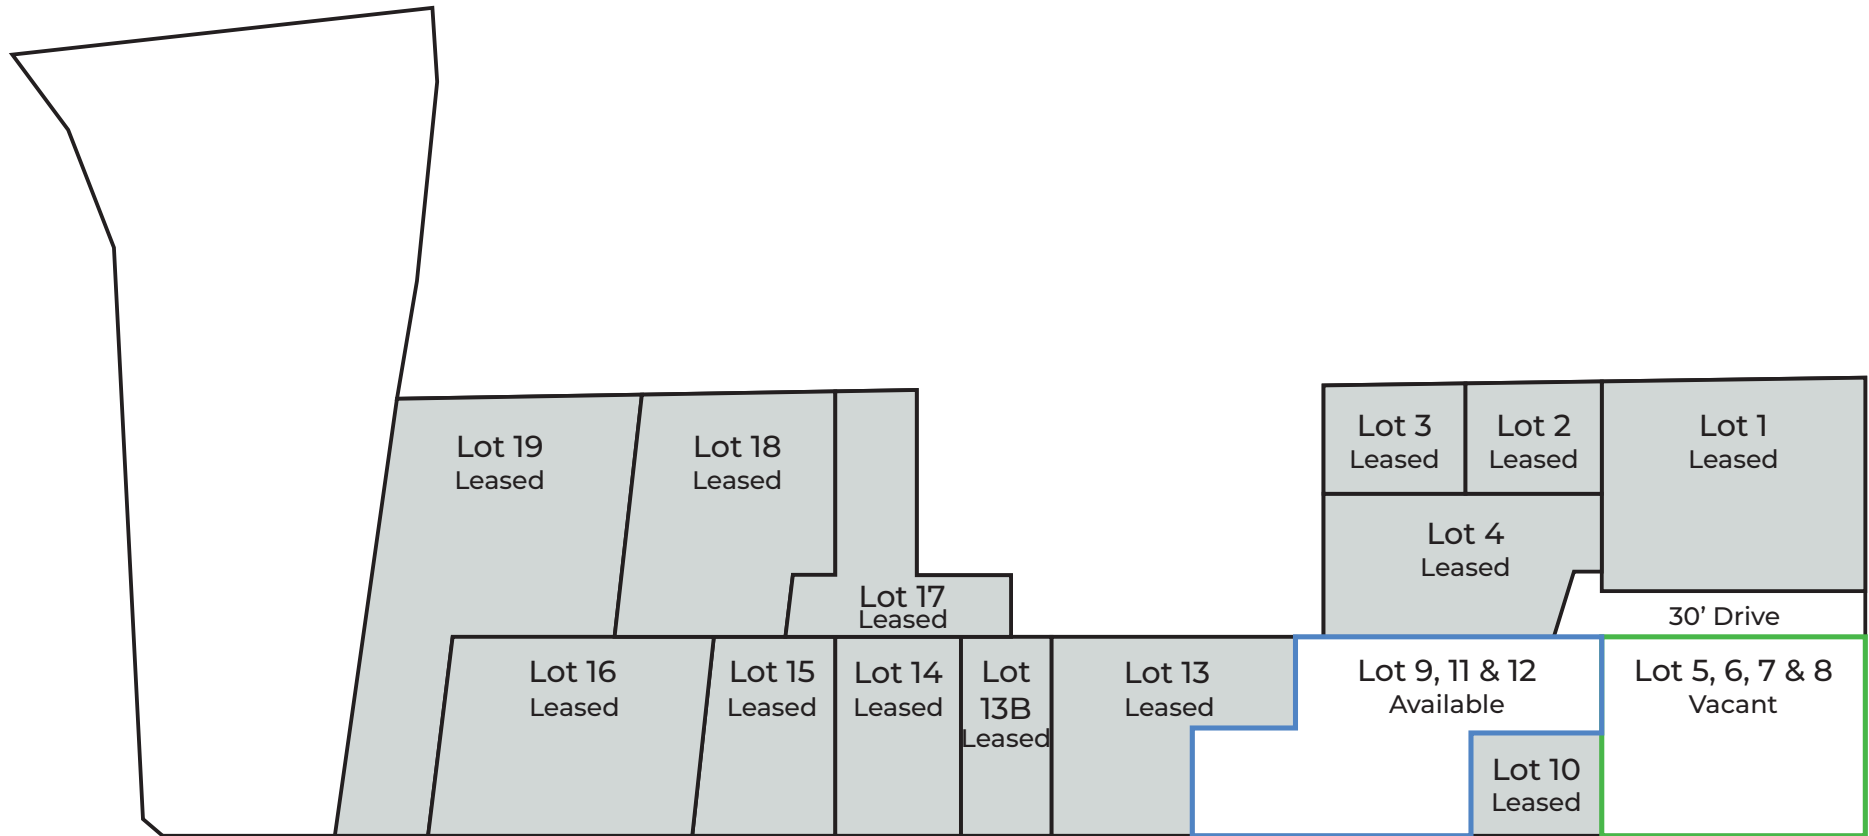 Lot 3
Leased
Lot 2
Leased
Lot 1
Leased
Lot 19
Leased
Lot 18
Leased
Lot 4
Leased
Lot 17
Leased
30’ Drive
Lot 16
Leased
Lot 15
Leased
Lot 14
Leased
Lot
13B
Leased
Lot 13
Leased
Lot 9, 11 & 12
Available
Lot 5, 6, 7 & 8
Vacant
Lot 10
Leased